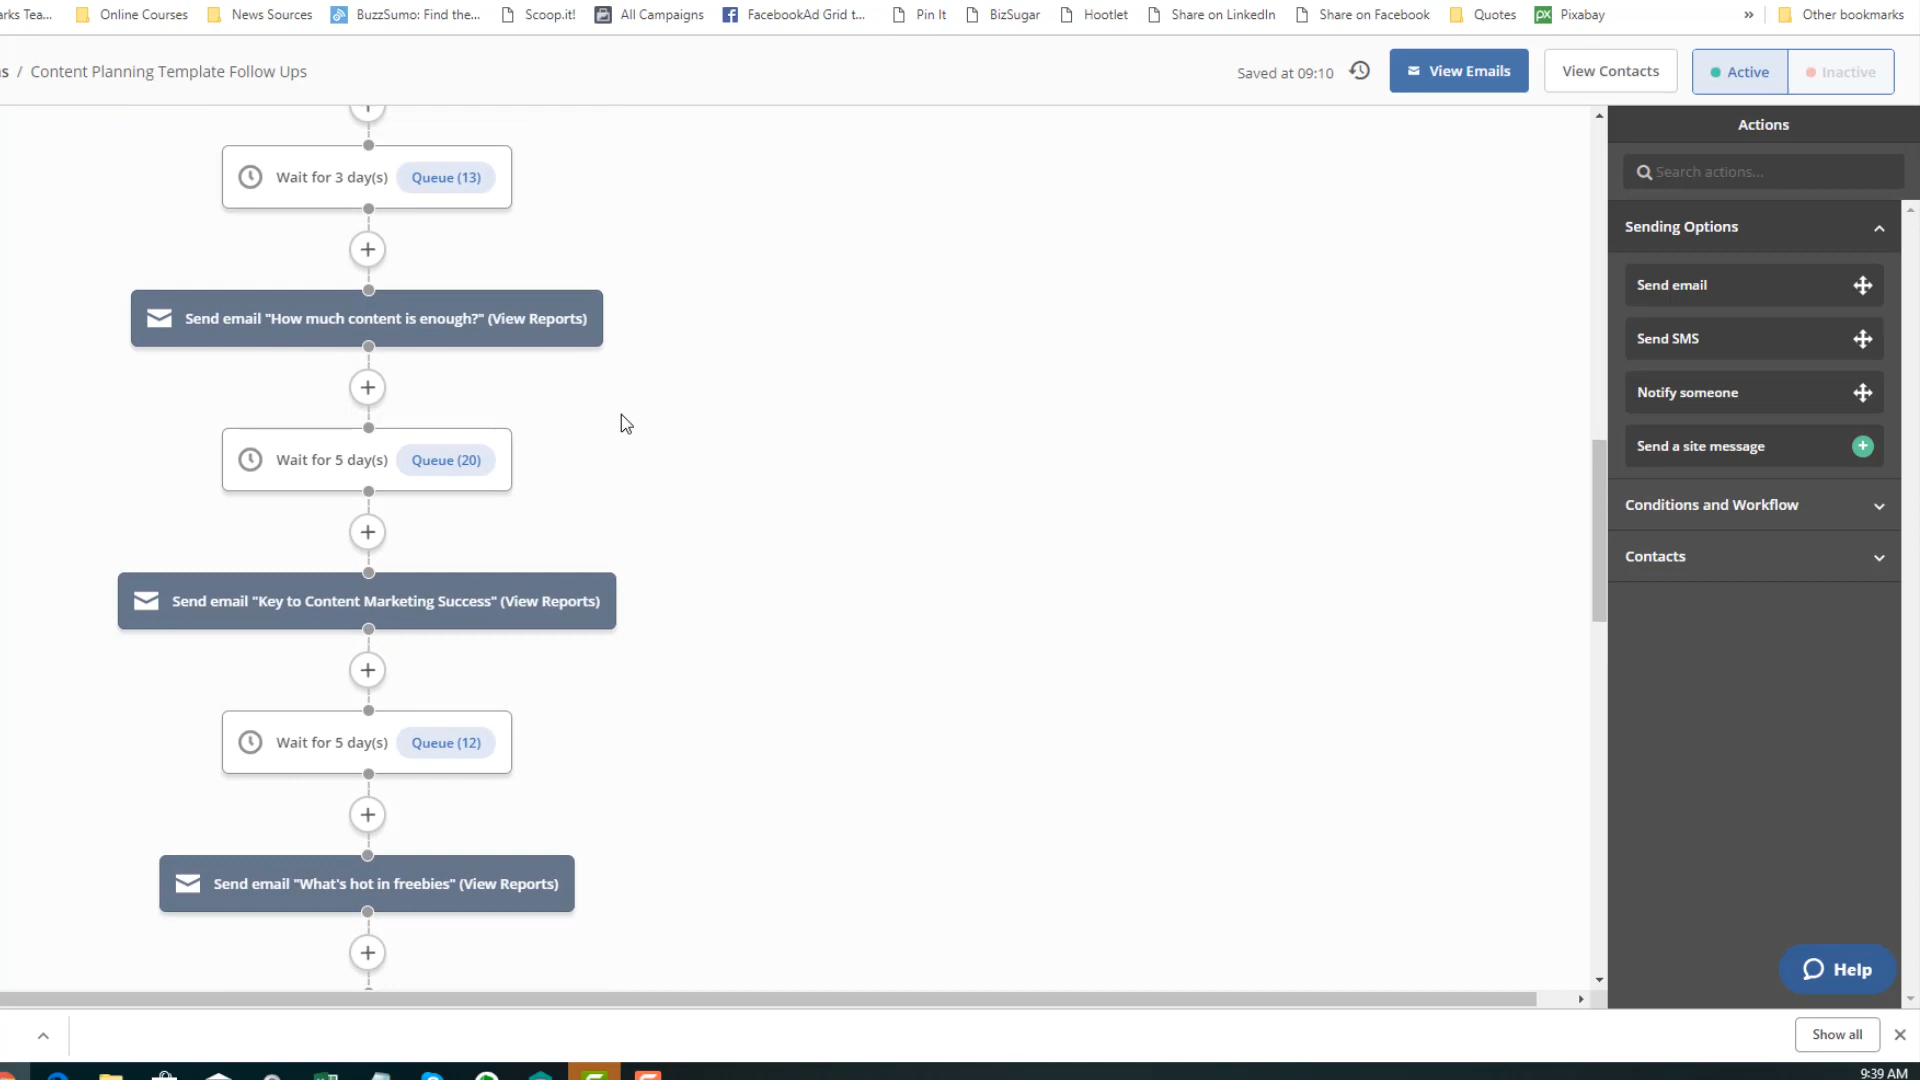 rks Tea...
Online Courses
News Sources
BuzzSumo: Find the...
Scoop.it!
All Campaigns
FacebookAd Grid t...
Pin It
BizSugar
Hootlet
Share on LinkedIn
Share on Facebook
Quotes
px
Pixabay
»
Other bookmarks
s / Content Planning Template Follow Ups
Saved at 09:10
View Emails
View Contacts
Active
Inactive
Wait for 3 day(s) Queue (13)
Send email "How much content is enough?" (View Reports)
Wait for 5 day(s) Queue (20)
Send email "Key to Content Marketing Success" (View Reports)
Wait for 5 day(s) Queue (12)
Send email "What's hot in freebies" (View Reports)
Actions
Search actions...
Sending Options
Send email
Send SMS
Notify someone
Send a site message
Conditions and Workflow
Contacts
Help
Show all
9:39 AM